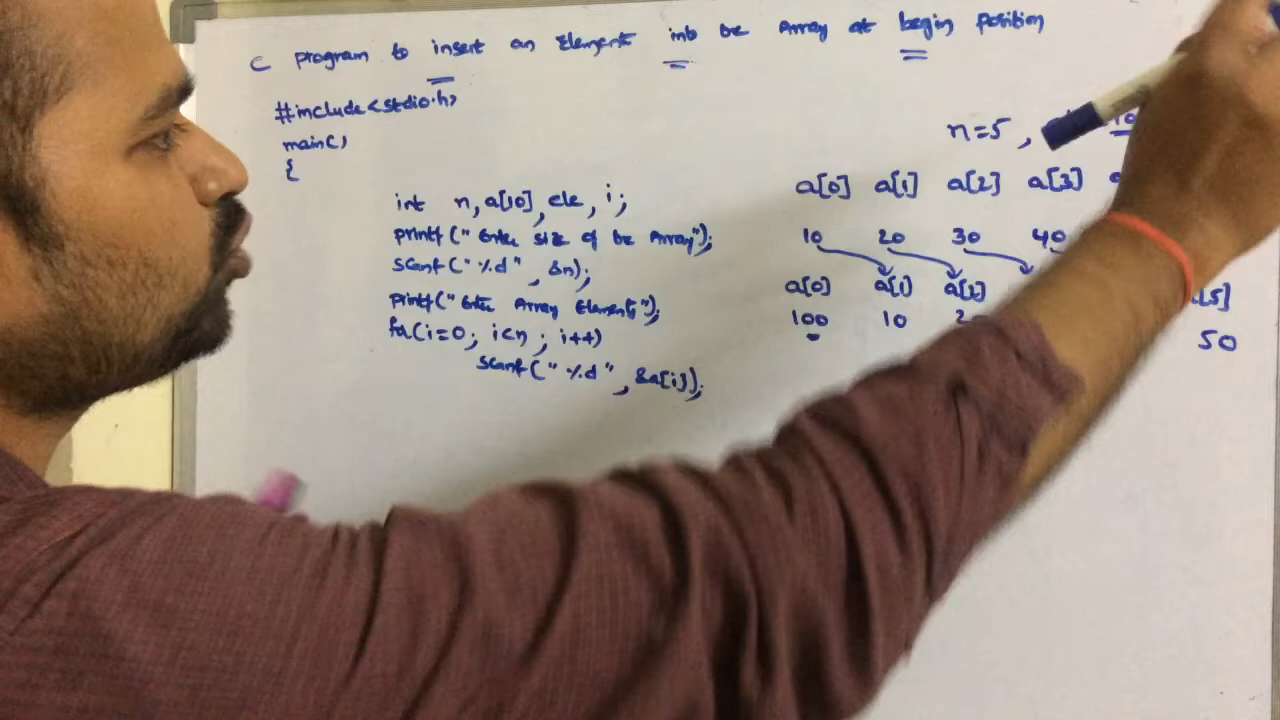 C program to insert an Element into the Array at begin position
#include<stdio.h>
main()
{
int n, a[10], ele, i;
printf(" Enter size of the Array");
scanf(" %d" , &n);
printf(" Enter Array Elements");
for(i=0; i<n ; i++)
scanf(" %d" , &a[i]);
n=5 ,
a[0] a[1] a[2] a[3]
10 20 30 40
a[0] a[1] a[2] [5]
100 10 50